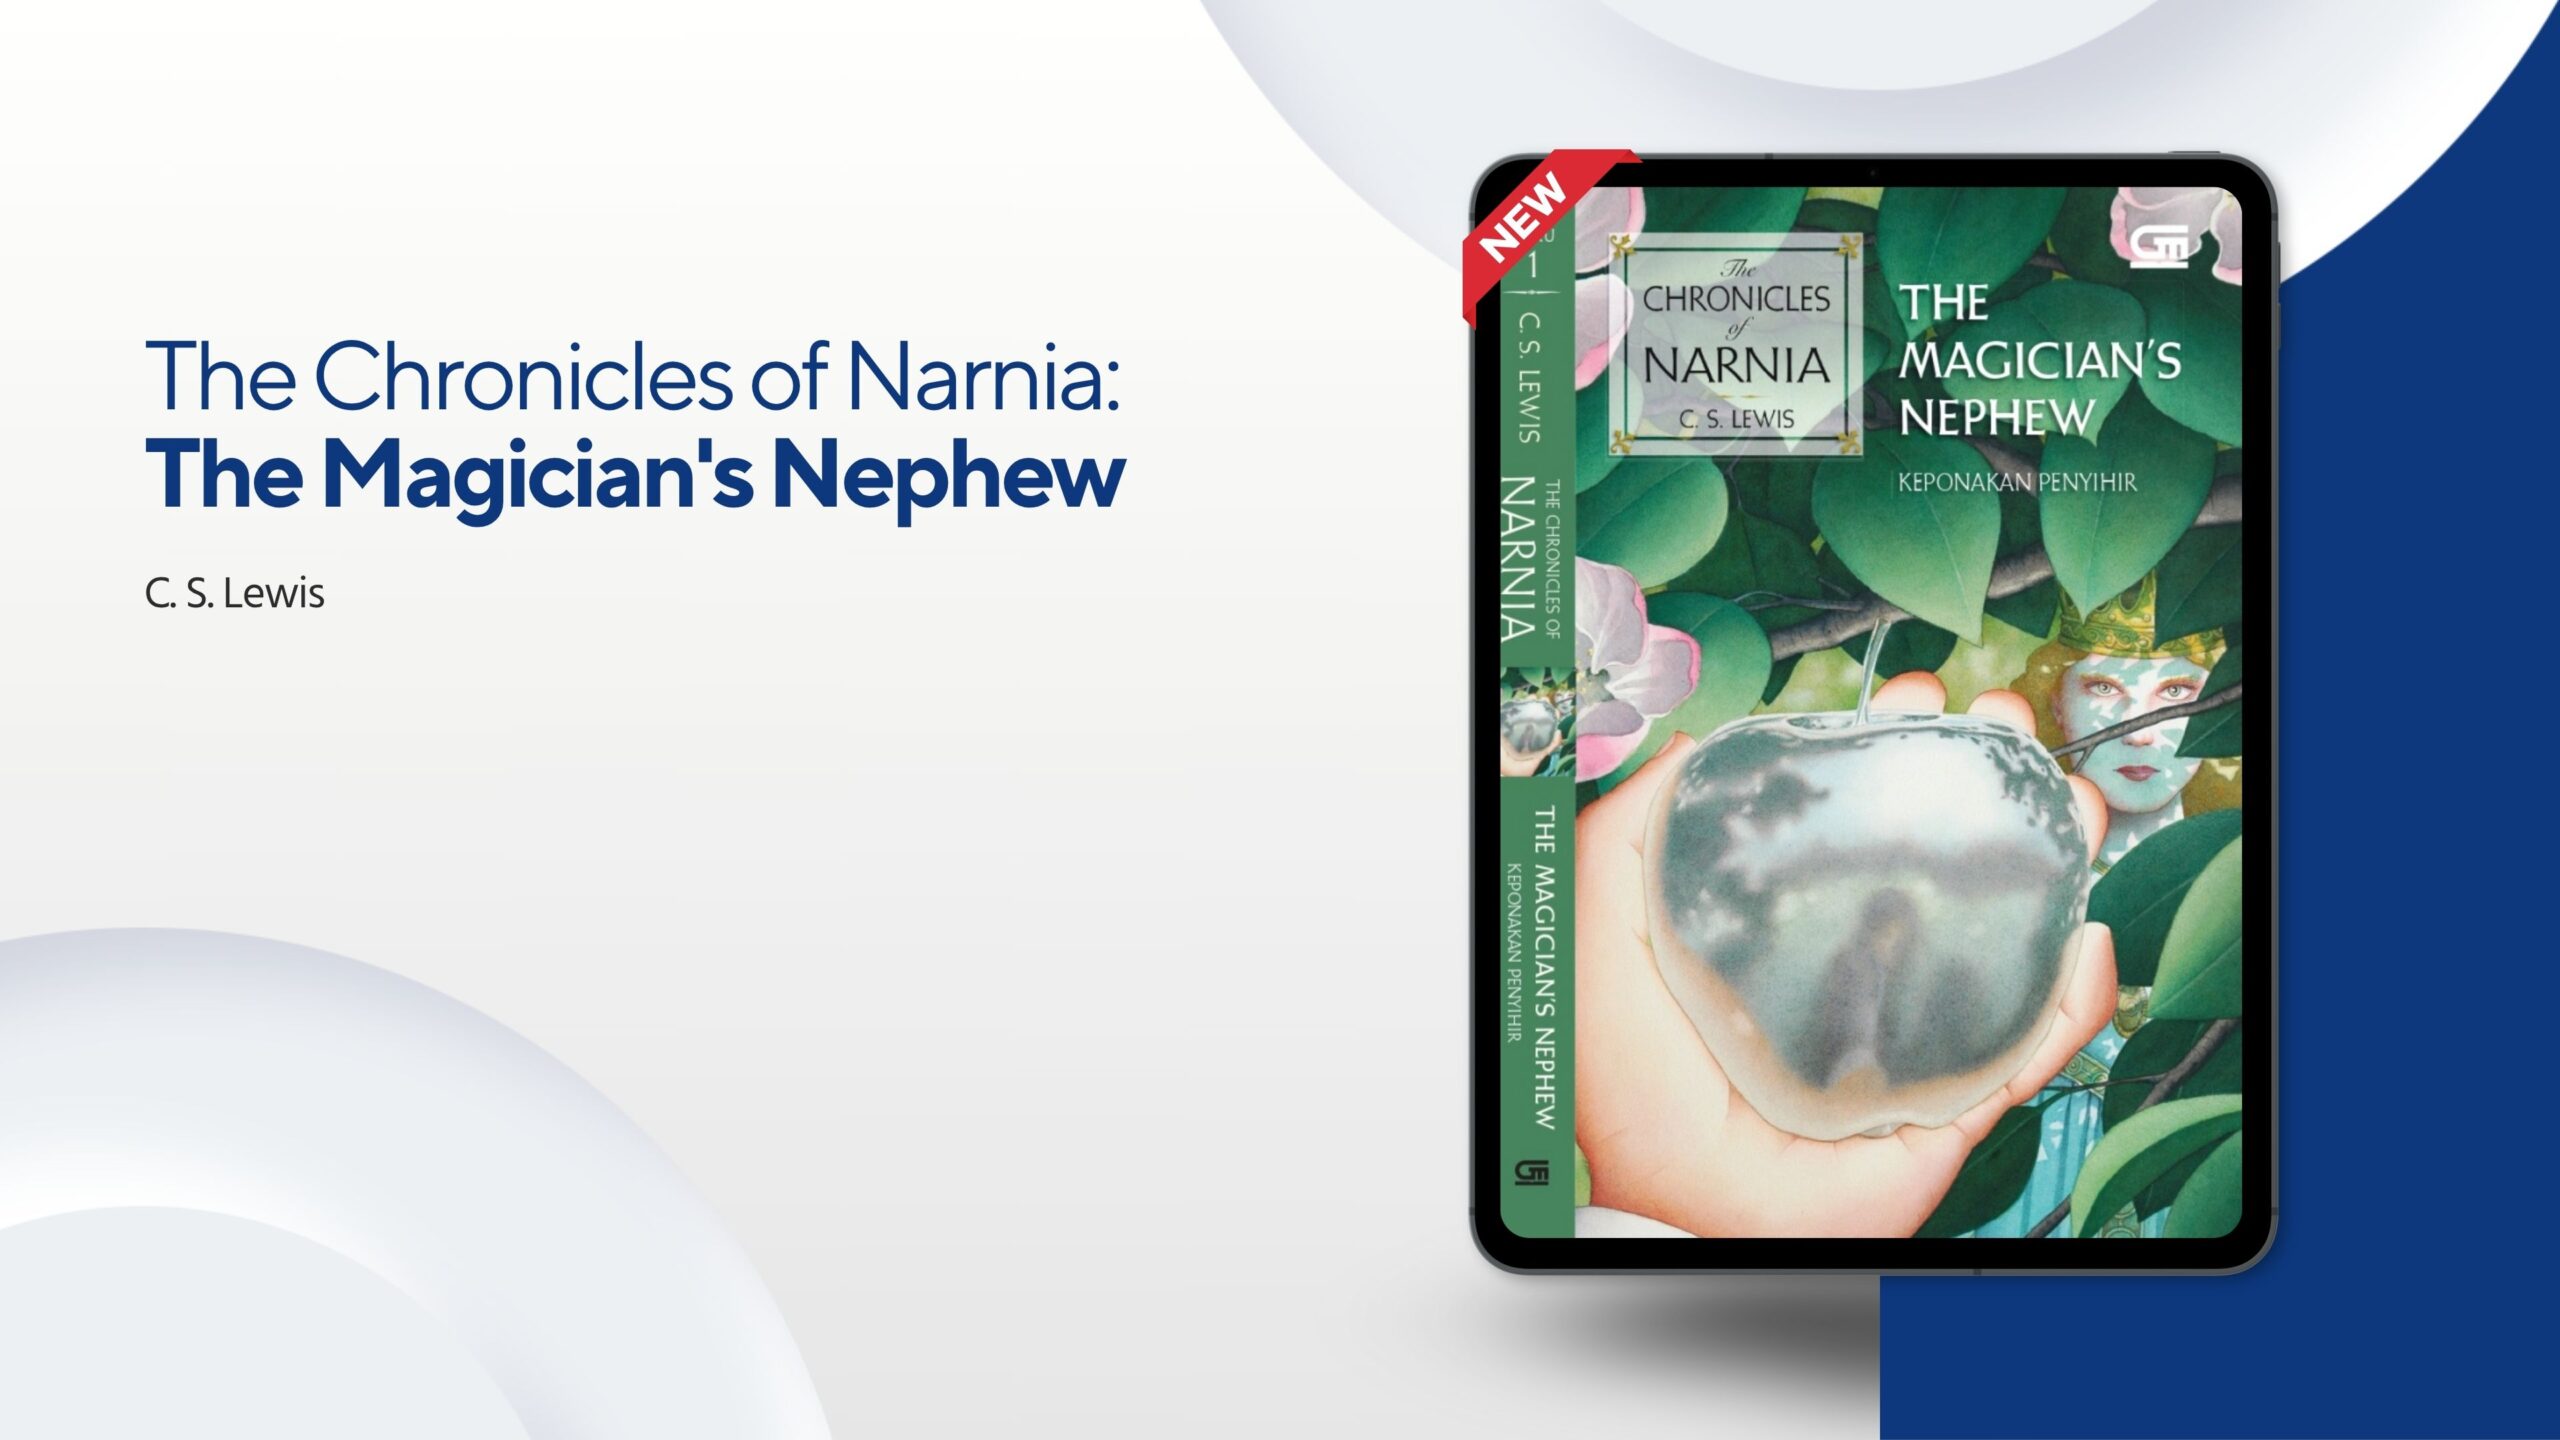 The Chronicles of Narnia:
The Magician's Nephew
C. S. Lewis
NEW
1
C. S. LEWIS
THE CHRONICLES OF
NARNIA
THE MAGICIAN'S NEPHEW
KEPONAKAN PENYIHIR
The
CHRONICLES
of
NARNIA
C. S. LEWIS
THE
MAGICIAN'S
NEPHEW
KEPONAKAN PENYIHIR